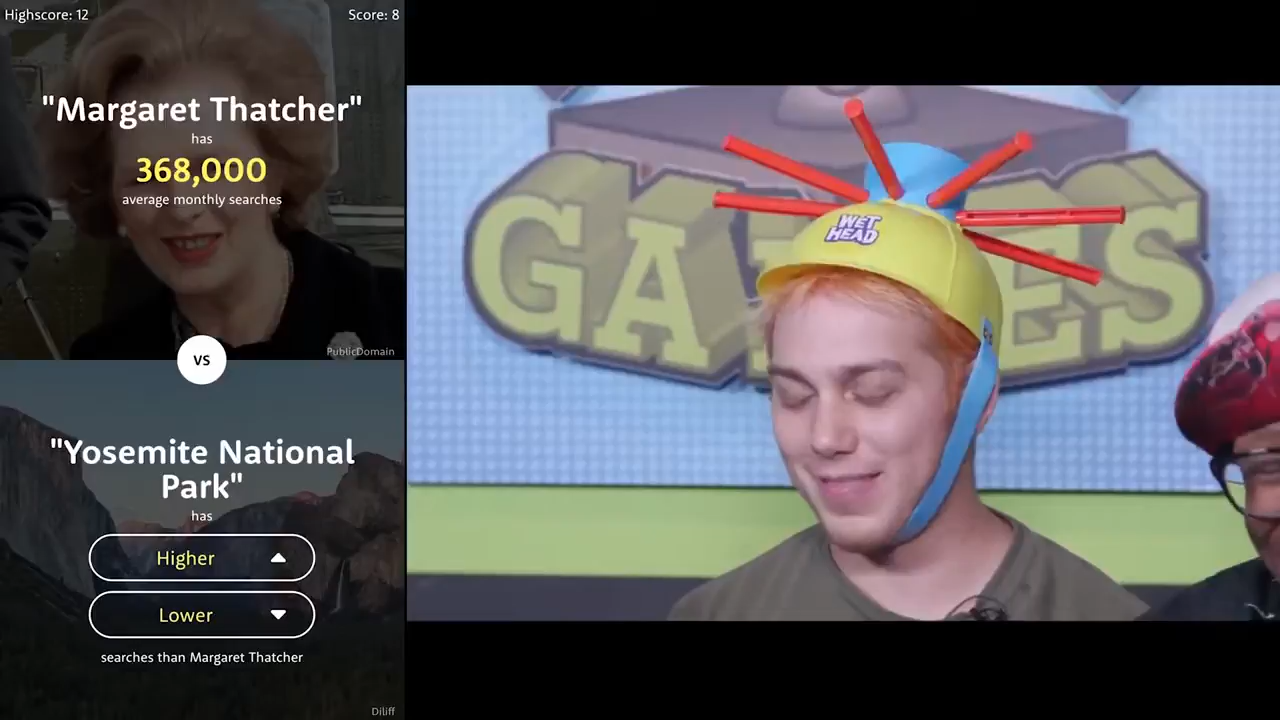 Highscore: 12
Score: 8
"Margaret Thatcher"
has
368,000
average monthly searches
PublicDomain
VS
"Yosemite National
Park"
has
Higher
Lower
searches than Margaret Thatcher
Diliff
GAMES
WET
HEAD